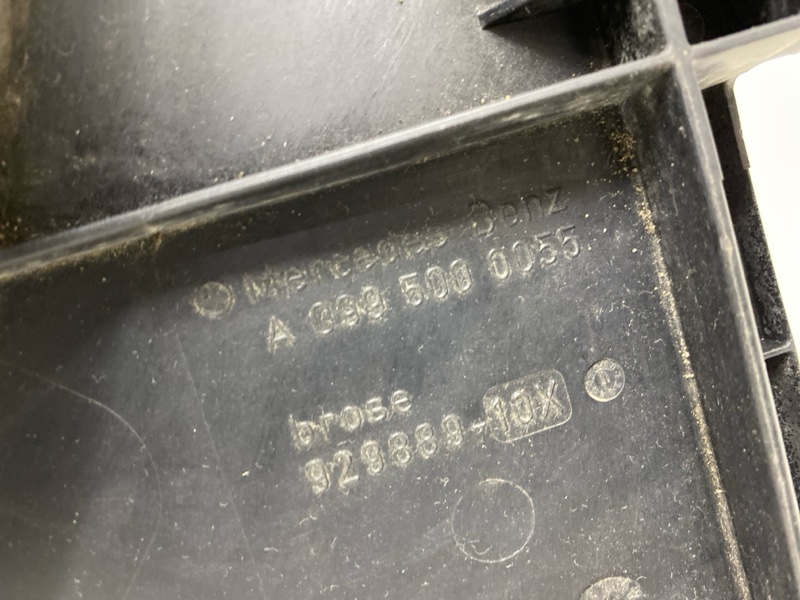 Mercedes-Benz
A 099 500 0055
brose
929889-10X